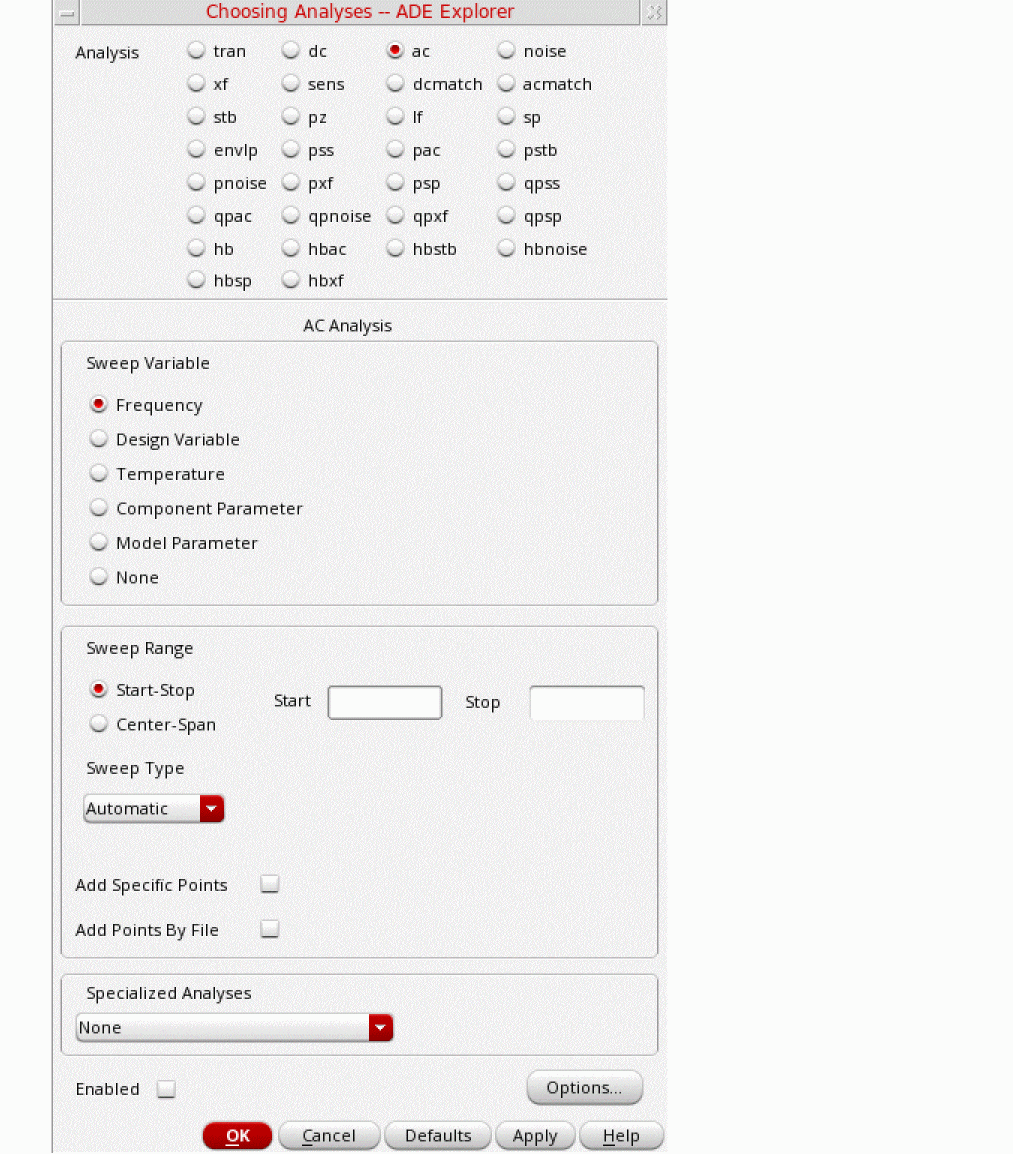 Choosing Analyses -- ADE Explorer
Analysis tran dc ac noise
xf sens dcmatch acmatch
stb pz lf sp
envlp pss pac pstb
pnoise pxf psp qpss
qpac qpnoise qpxf qpsp
hb hbac hbstb hbnoise
hbsp hbxf
AC Analysis
Sweep Variable
Frequency
Design Variable
Temperature
Component Parameter
Model Parameter
None
Sweep Range
Start-Stop Start Stop
Center-Span
Sweep Type
Automatic
Add Specific Points
Add Points By File
Specialized Analyses
None
Enabled Options...
OK Cancel Defaults Apply Help